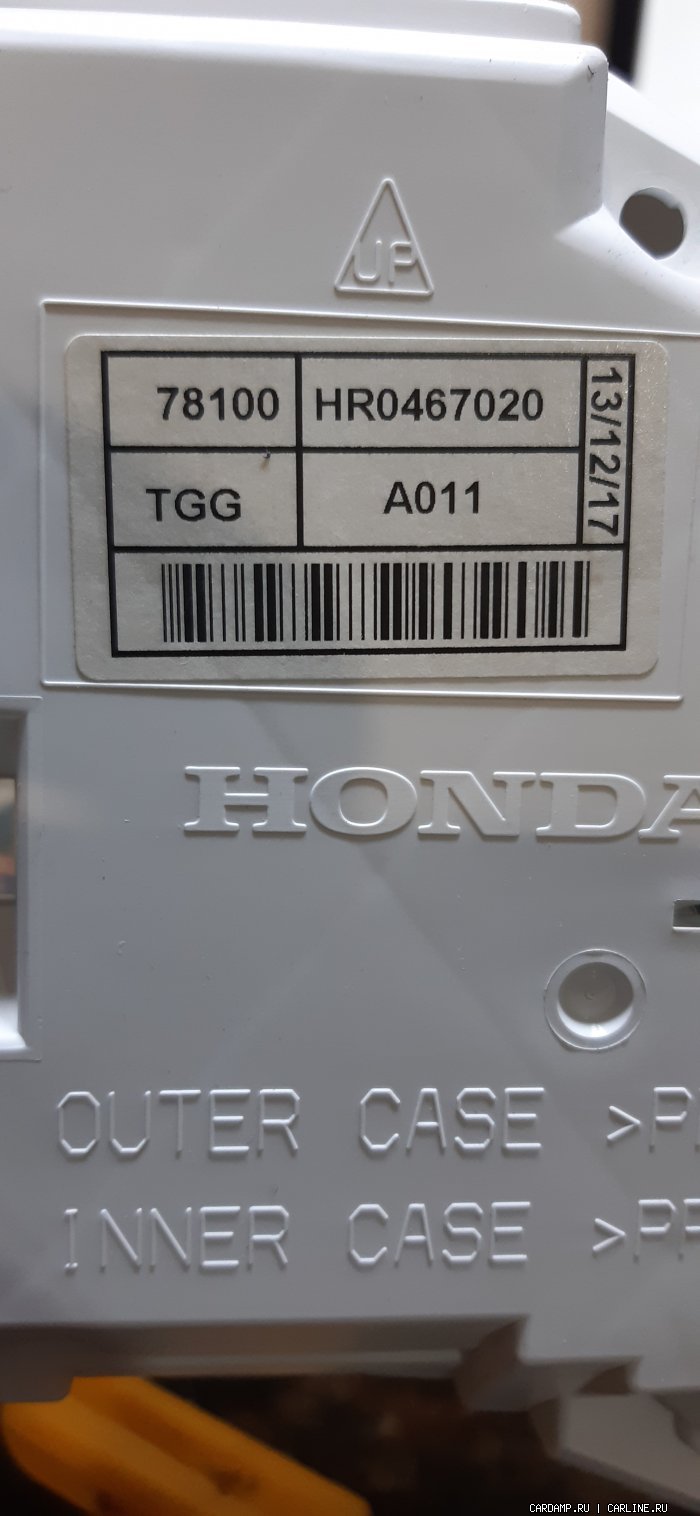 UP
78100 HR0467020
13/12/17
TGG A011
HONDA
OUTER CASE
INNER CASE
CARDAMP.RU | CARLINE.RU